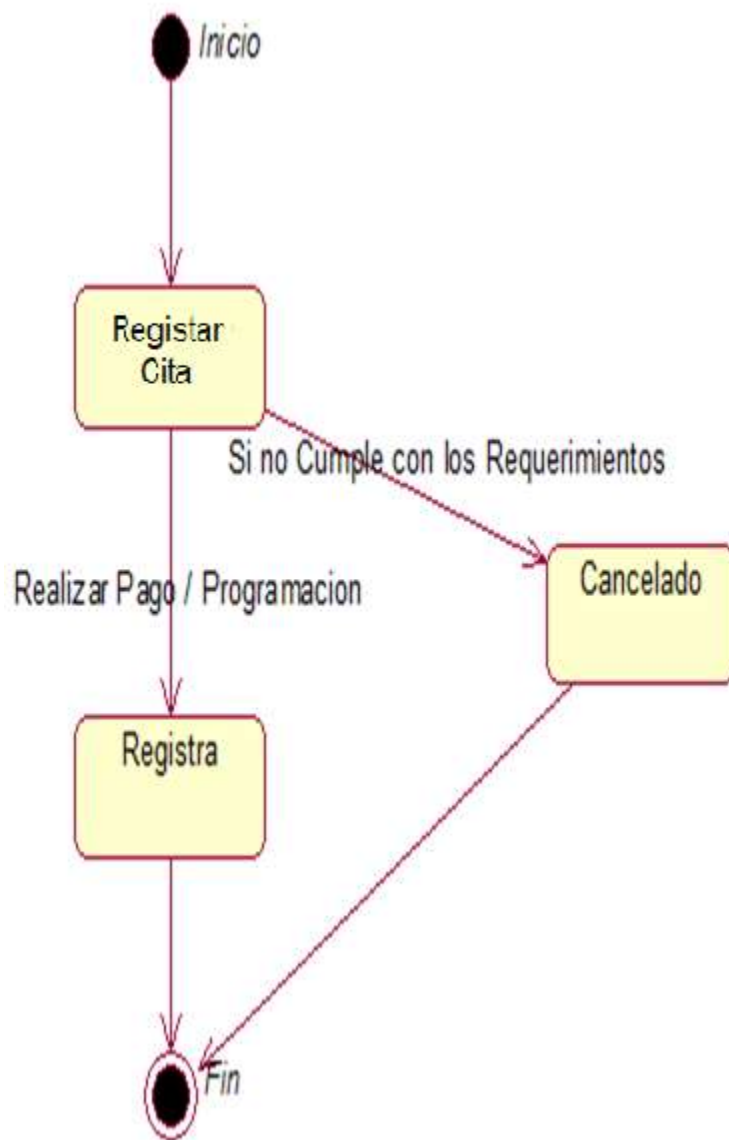 Inicio
Registar
Cita
Si no Cumple con los Requerimientos
Cancelado
Realizar Pago / Programacion
Registra
Fin